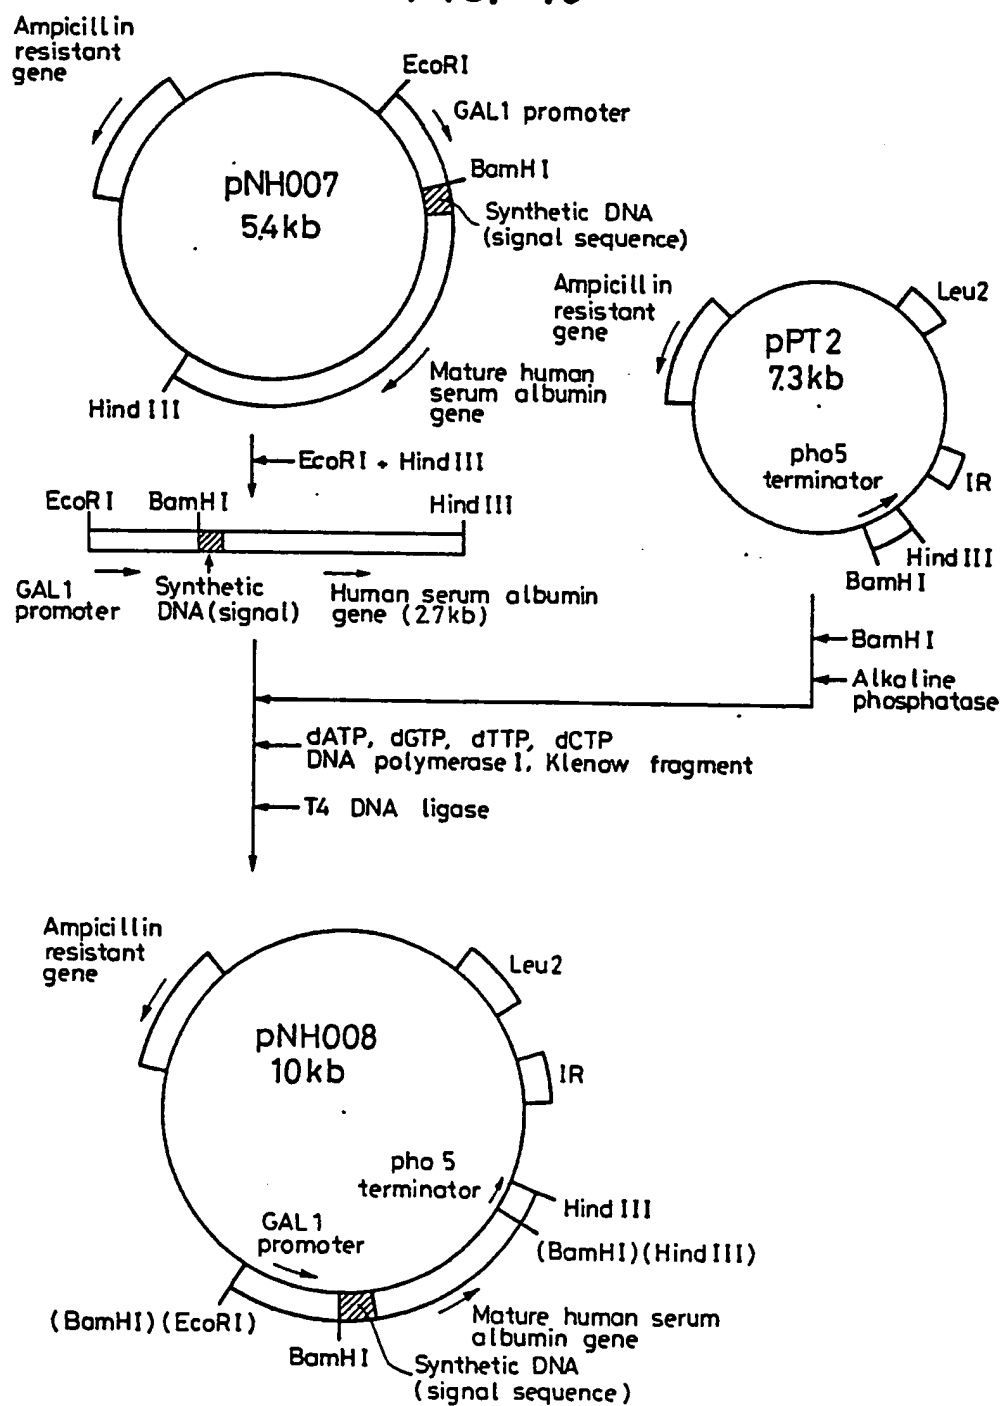 Ampicillin
resistant
gene
EcoRI
GAL1 promoter
BamHI
pNH007
5.4kb
Synthetic DNA
(signal sequence)
Mature human
serum albumin
gene
Hind III
Ampicillin
resistant
gene
Leu2
pPT2
7.3kb
pho5
terminator
IR
Hind III
BamHI
EcoRI + Hind III
EcoRI BamHI Hind III
GAL1
promoter
Synthetic
DNA (signal)
Human serum albumin
gene (2.7kb)
BamHI
Alkaline
phosphatase
dATP, dGTP, dTTP, dCTP
DNA polymerase I, Klenow fragment
T4 DNA ligase
Ampicillin
resistant
gene
Leu2
pNH008
10kb
IR
pho 5
terminator
Hind III
(BamHI)(Hind III)
GAL1
promoter
(BamHI)(EcoRI)
BamHI
Mature human serum
albumin gene
Synthetic DNA
(signal sequence)